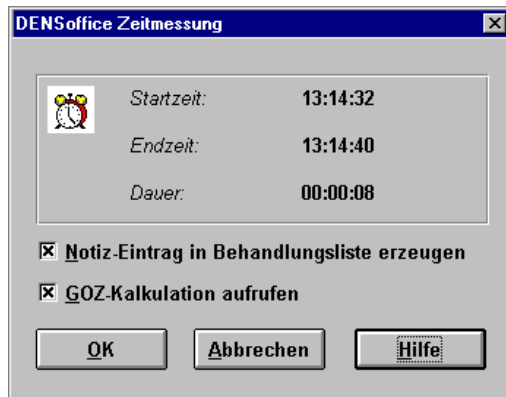 DENSoffice Zeitmessung
Startzeit: 13:14:32
Endzeit: 13:14:40
Dauer: 00:00:08
Notiz-Eintrag in Behandlungsliste erzeugen
GOZ-Kalkulation aufrufen
OK Abbrechen Hilfe